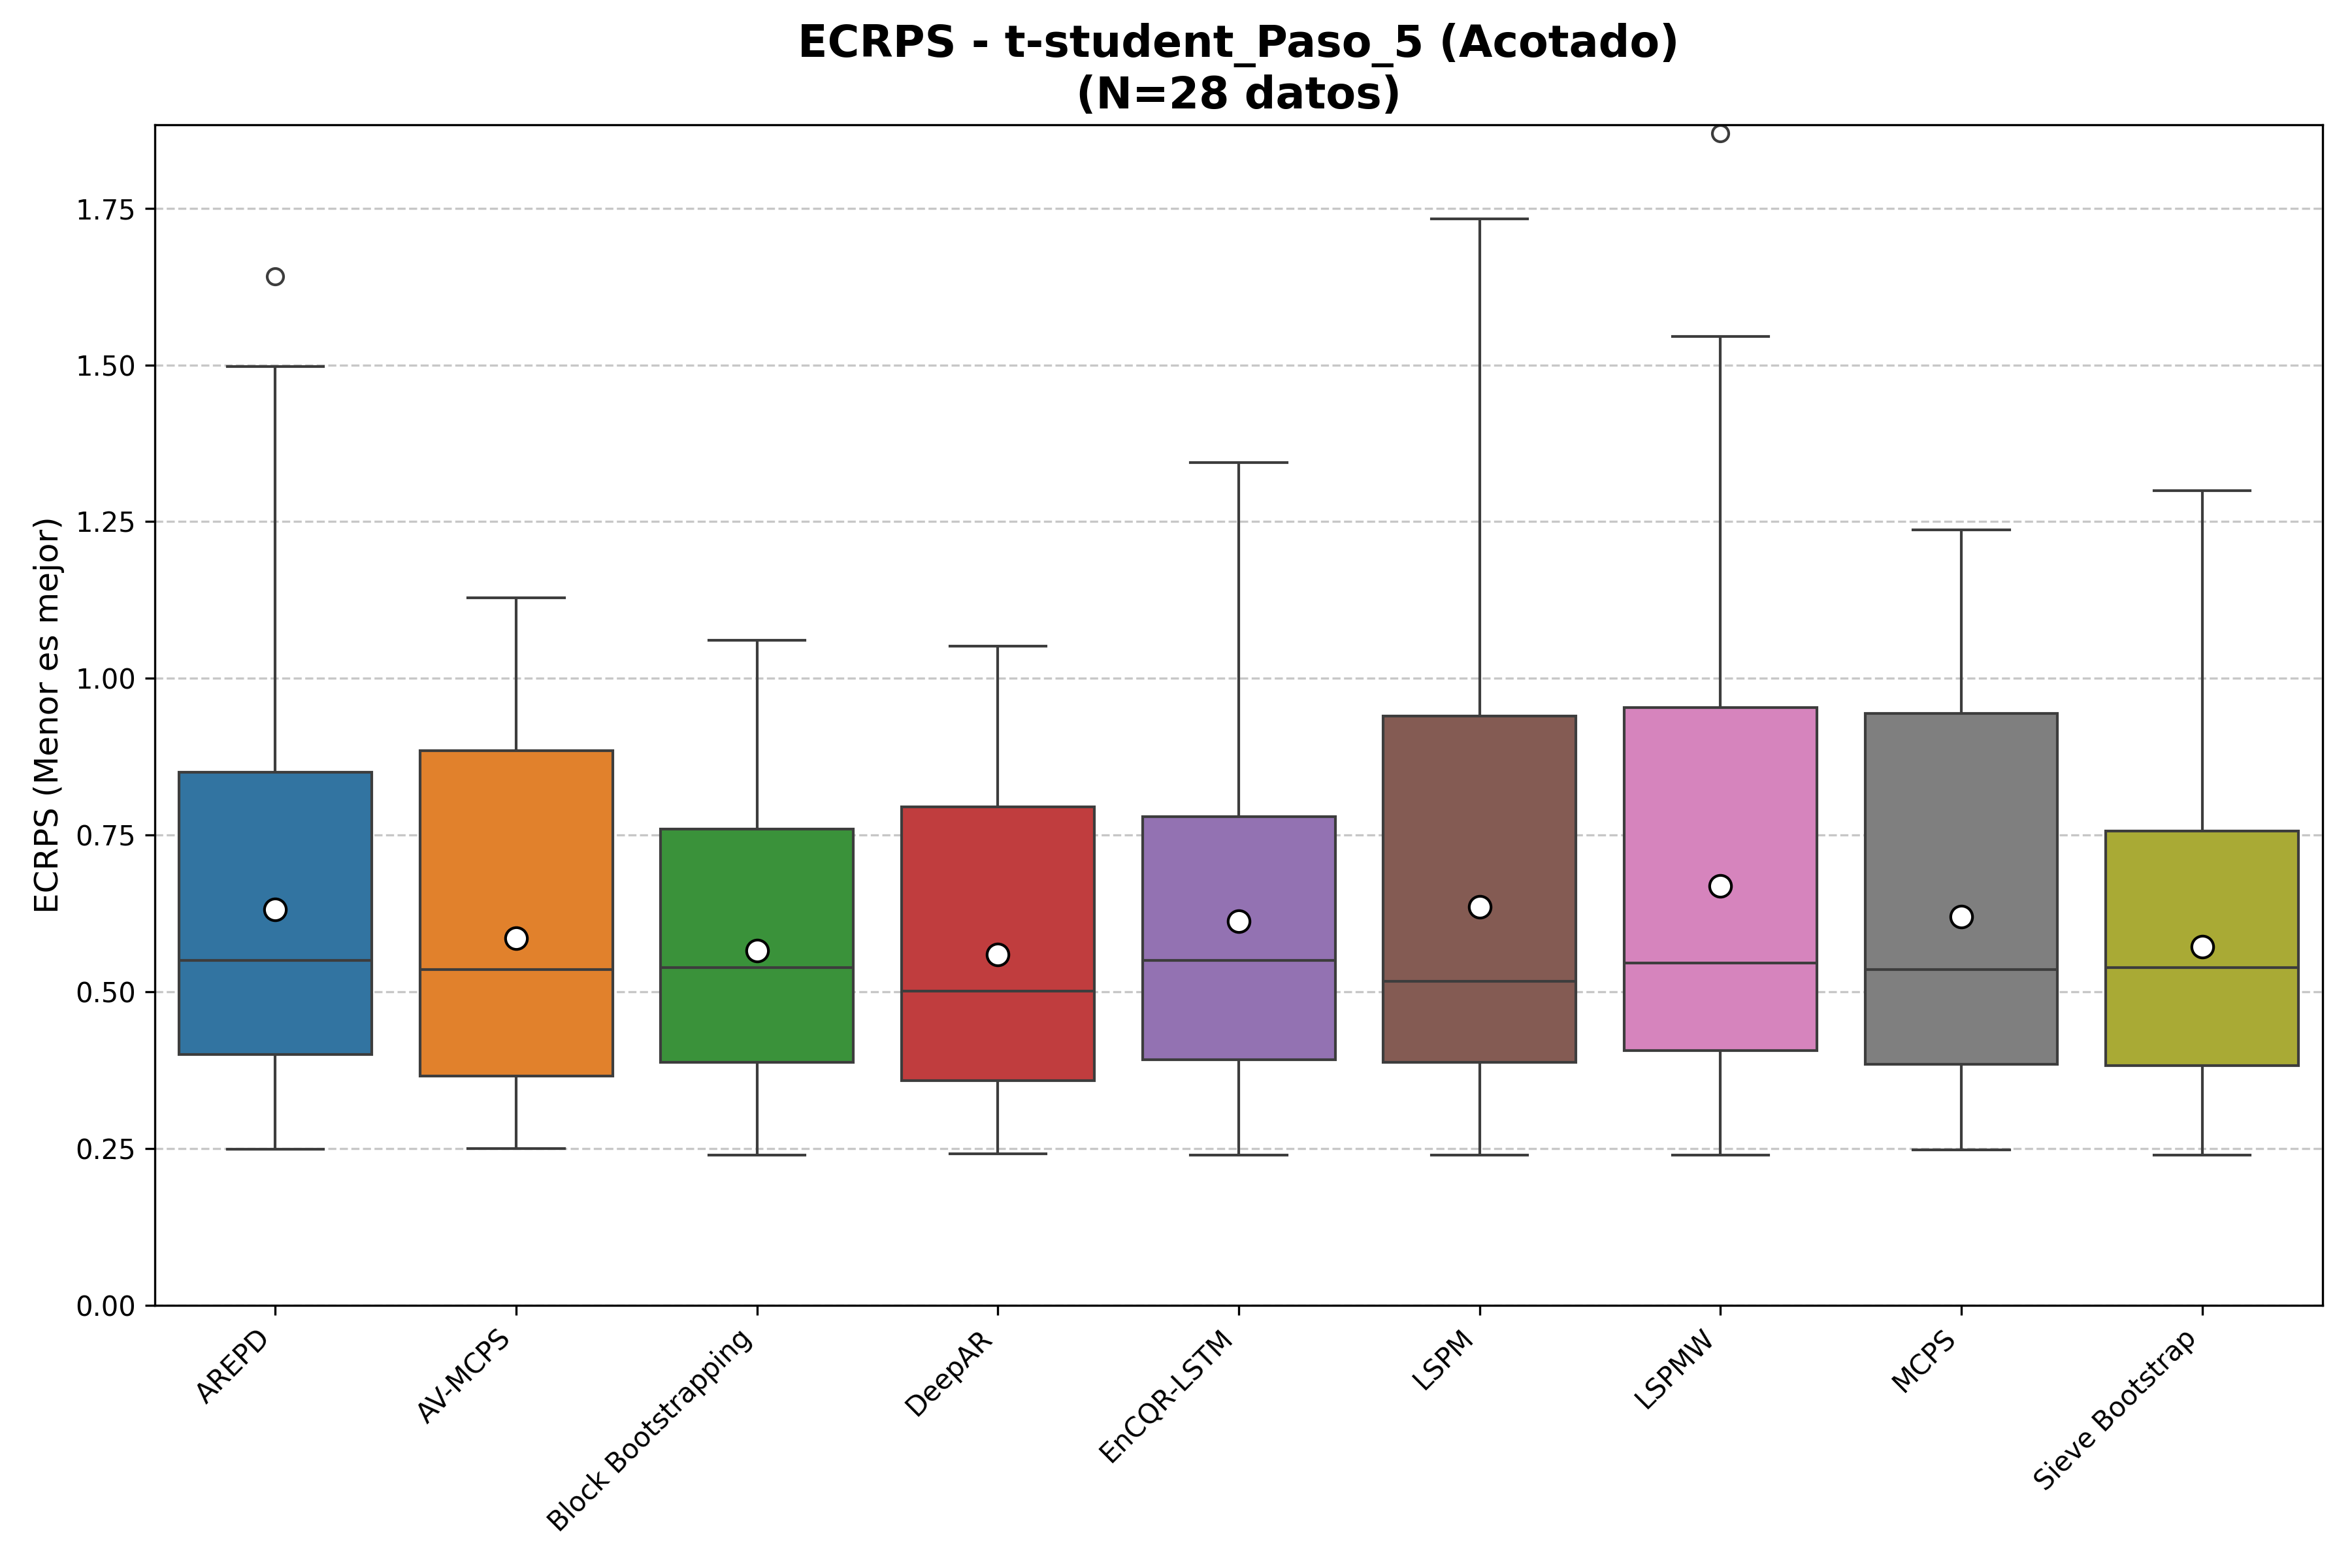 ECRPS - t-student_Paso_5 (Acotado)
(N=28 datos)
ECRPS (Menor es mejor)
1.75
1.50
1.25
1.00
0.75
0.50
0.25
0.00
AREPD
AV-MCPS
Block Bootstrapping
DeepAR
EnCQR-LSTM
LSPM
LSPMW
MCPS
Sieve Bootstrap